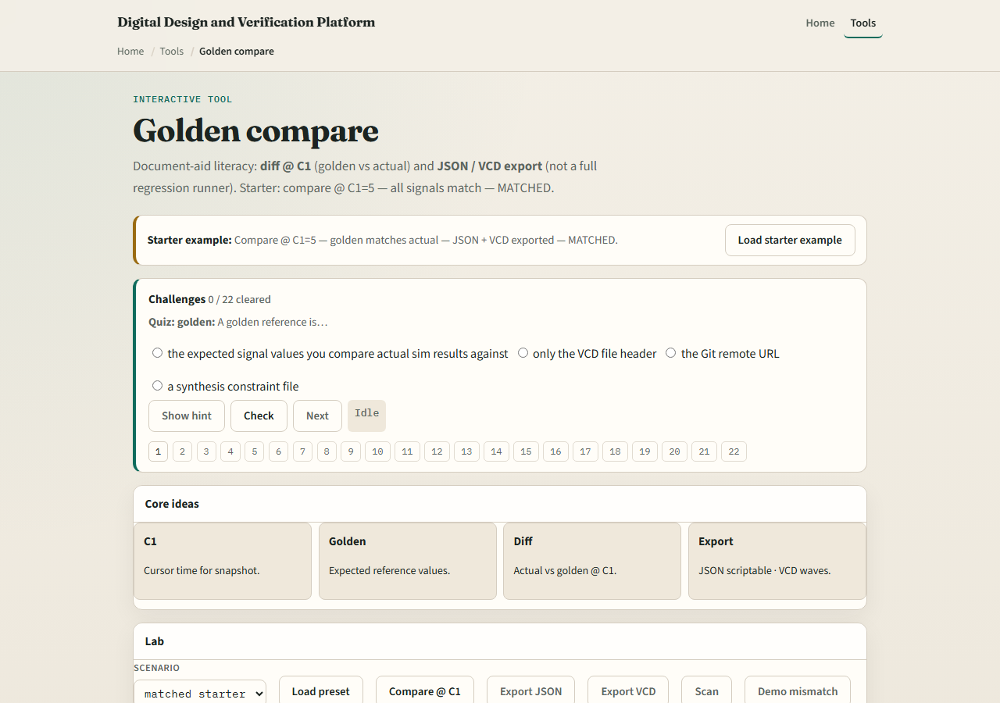 Digital Design and Verification Platform
Home Tools
Home / Tools / Golden compare
INTERACTIVE TOOL
Golden compare
Document-aid literacy: diff @ C1 (golden vs actual) and JSON / VCD export (not a full
regression runner). Starter: compare @ C1=5 — all signals match — MATCHED.
Starter example: Compare @ C1=5 — golden matches actual — JSON + VCD exported — MATCHED.
Load starter example
Challenges 0 / 22 cleared
Quiz: golden: A golden reference is…
the expected signal values you compare actual sim results against only the VCD file header the Git remote URL
a synthesis constraint file
Show hint Check Next Idle
1 2 3 4 5 6 7 8 9 10 11 12 13 14 15 16 17 18 19 20 21 22
Core ideas
C1 Golden Diff Export
Cursor time for snapshot. Expected reference values. Actual vs golden @ C1. JSON scriptable · VCD waves.
Lab
SCENARIO
matched starter Load preset Compare @ C1 Export JSON Export VCD Scan Demo mismatch